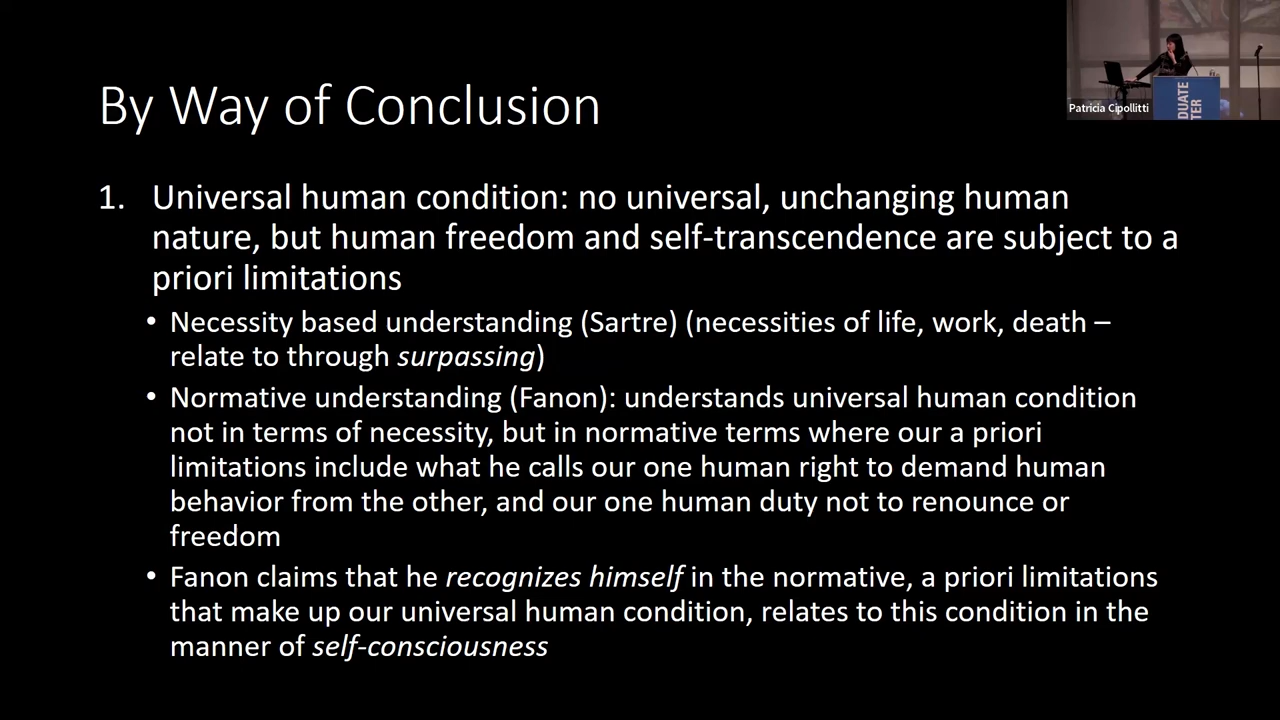 By Way of Conclusion
Patricia Cipollitti
DUATE
TER
1. Universal human condition: no universal, unchanging human
nature, but human freedom and self-transcendence are subject to a
priori limitations
• Necessity based understanding (Sartre) (necessities of life, work, death –
relate to through surpassing)
• Normative understanding (Fanon): understands universal human condition
not in terms of necessity, but in normative terms where our a priori
limitations include what he calls our one human right to demand human
behavior from the other, and our one human duty not to renounce or
freedom
• Fanon claims that he recognizes himself in the normative, a priori limitations
that make up our universal human condition, relates to this condition in the
manner of self-consciousness